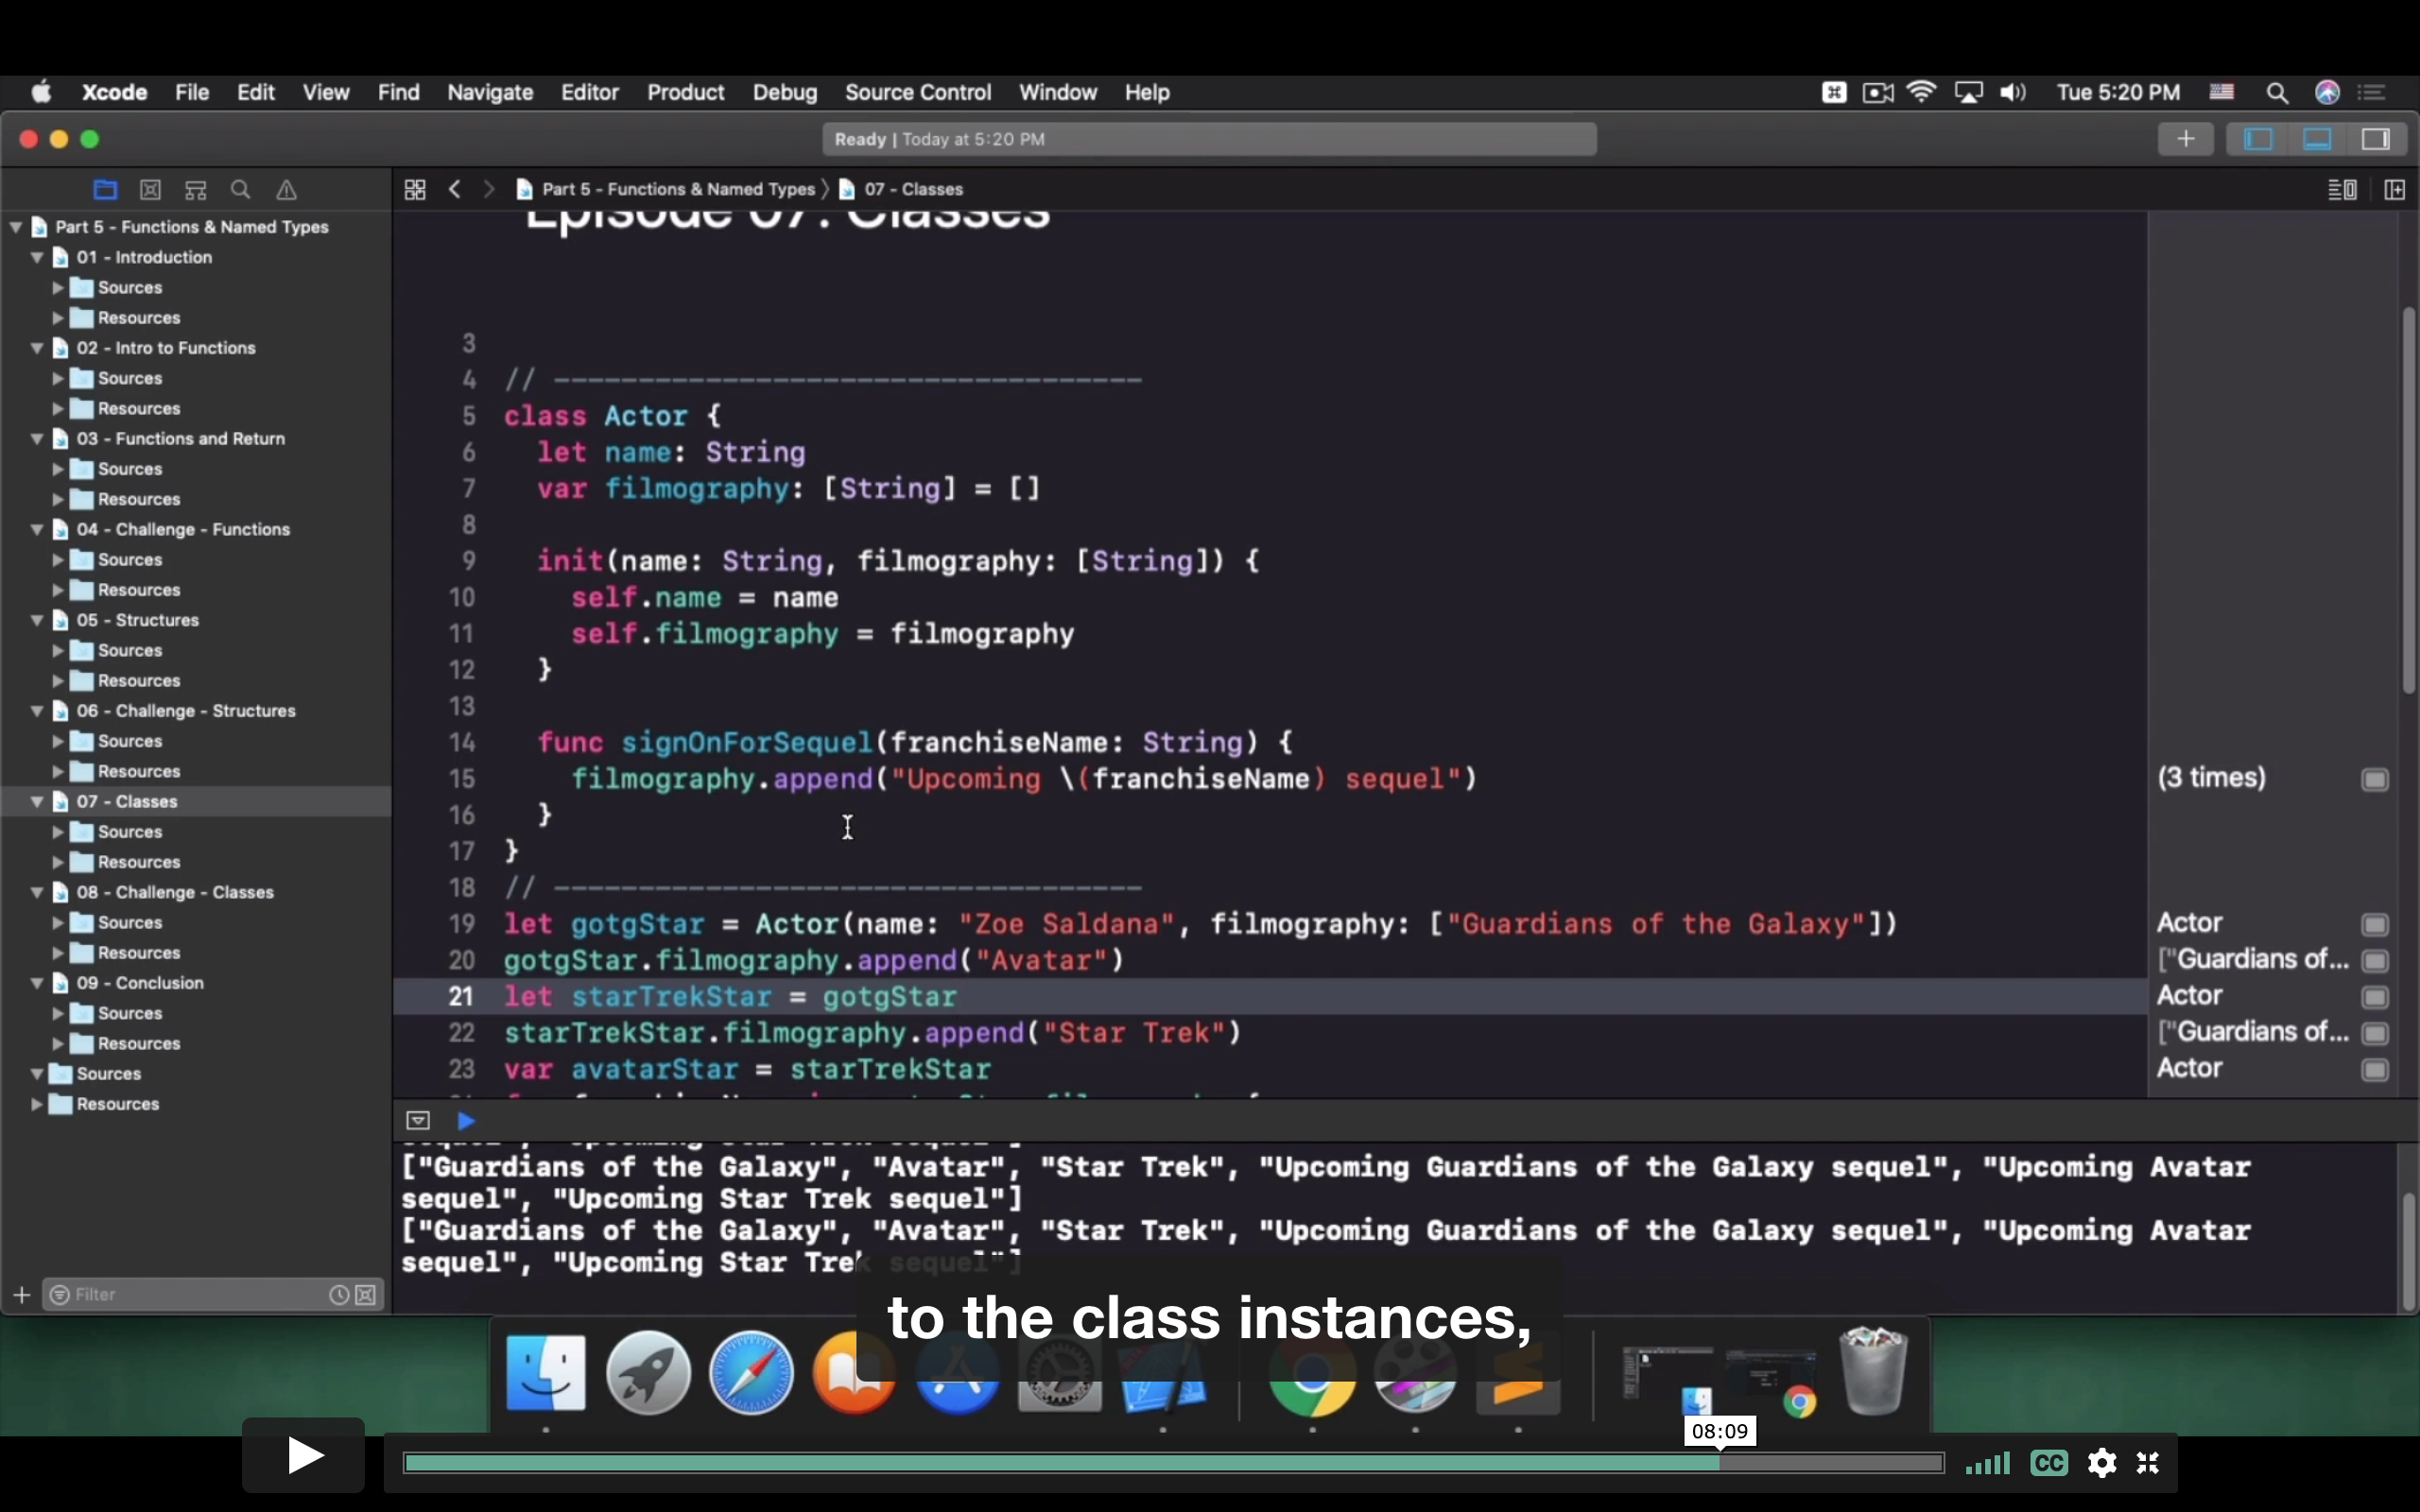 Xcode File Edit View Find Navigate Editor Product Debug Source Control Window Help Tue 5:20 PM
Ready | Today at 5:20 PM
Part 5 - Functions & Named Types 07 - Classes
Part 5 - Functions & Named Types
01 - Introduction
Sources
Resources
02 - Intro to Functions
Sources
Resources
03 - Functions and Return
Sources
Resources
04 - Challenge - Functions
Sources
Resources
05 - Structures
Sources
Resources
06 - Challenge - Structures
Sources
Resources
07 - Classes
Sources
Resources
08 - Challenge - Classes
Sources
Resources
09 - Conclusion
Sources
Resources
Sources
Resources
Filter
Episode 07: Classes
3
4 // -----------------------------------
5 class Actor {
6 let name: String
7 var filmography: [String] = []
8
9 init(name: String, filmography: [String]) {
10 self.name = name
11 self.filmography = filmography
12 }
13
14 func signOnForSequel(franchiseName: String) {
15 filmography.append("Upcoming \(franchiseName) sequel") (3 times)
16 }
17 }
18 // -----------------------------------
19 let gotgStar = Actor(name: "Zoe Saldana", filmography: ["Guardians of the Galaxy"]) Actor
20 gotgStar.filmography.append("Avatar") ["Guardians of...
21 let starTrekStar = gotgStar Actor
22 starTrekStar.filmography.append("Star Trek") ["Guardians of...
23 var avatarStar = starTrekStar Actor
["Guardians of the Galaxy", "Avatar", "Star Trek", "Upcoming Guardians of the Galaxy sequel", "Upcoming Avatar
sequel", "Upcoming Star Trek sequel"]
["Guardians of the Galaxy", "Avatar", "Star Trek", "Upcoming Guardians of the Galaxy sequel", "Upcoming Avatar
sequel", "Upcoming Star Trek sequel"]
to the class instances,
08:09
CC